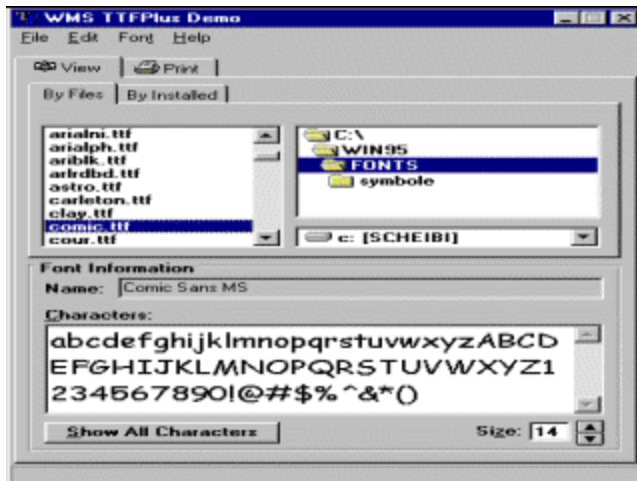 WMS TTFPlus Demo
File Edit Font Help
View Print
By Files By Installed
arialni.ttf
arialph.ttf
ariblk.ttf
arlrdbd.ttf
astro.ttf
carleton.ttf
clay.ttf
comic.ttf
cour.ttf
C:\
WIN95
FONTS
symbole
c: [SCHEIBI]
Font Information
Name: Comic Sans MS
Characters:
abcdefghijklmnopqrstuvwxyzABCD
EFGHIJKLMNOPQRSTUVWXYZ1
234567890!@#$%^&*()
Show All Characters
Size: 14